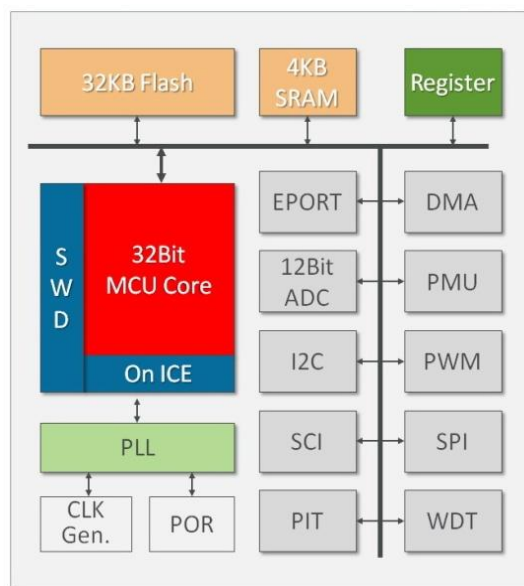 32KB Flash
4KB
SRAM
Register
SWD
32Bit
MCU Core
On ICE
EPORT
DMA
12Bit
ADC
PMU
I2C
PWM
PLL
SCI
SPI
CLK
Gen.
POR
PIT
WDT